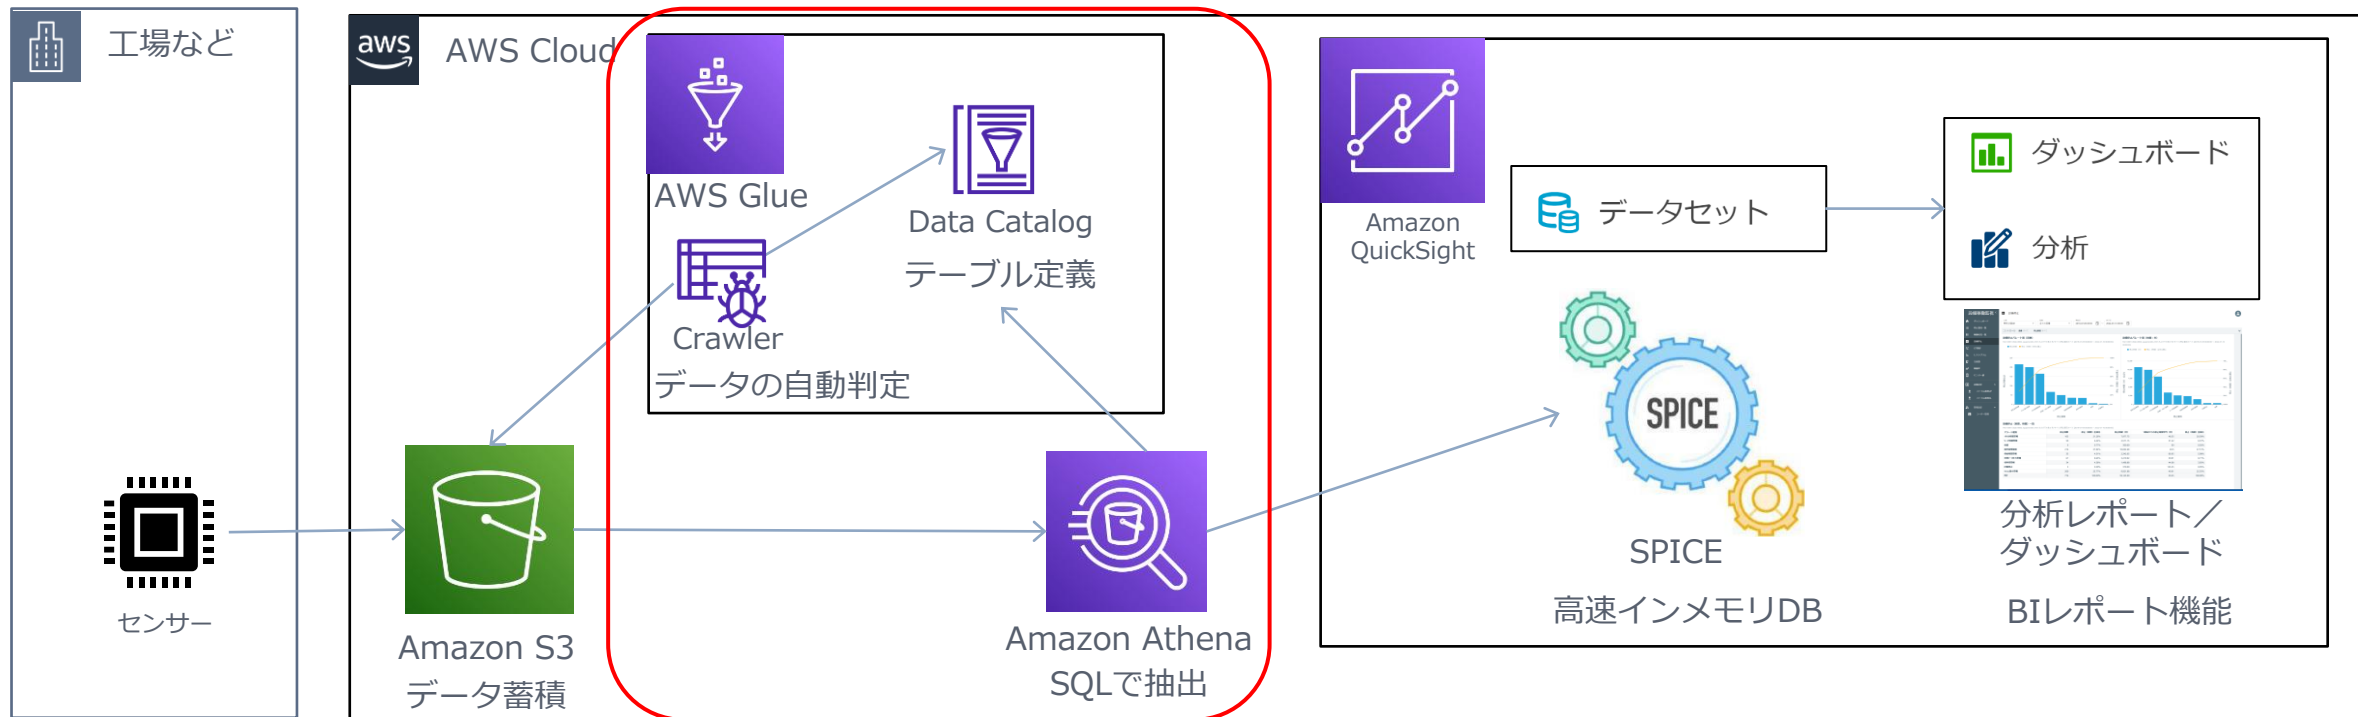 工場など
センサー
aws
AWS Cloud
AWS Glue
Data Catalog
テーブル定義
Crawler
データの自動判定
Amazon S3
データ蓄積
Amazon Athena
SQLで抽出
Amazon
QuickSight
データセット
ダッシュボード
分析
SPICE
SPICE
高速インメモリDB
分析レポート／
ダッシュボード
BIレポート機能